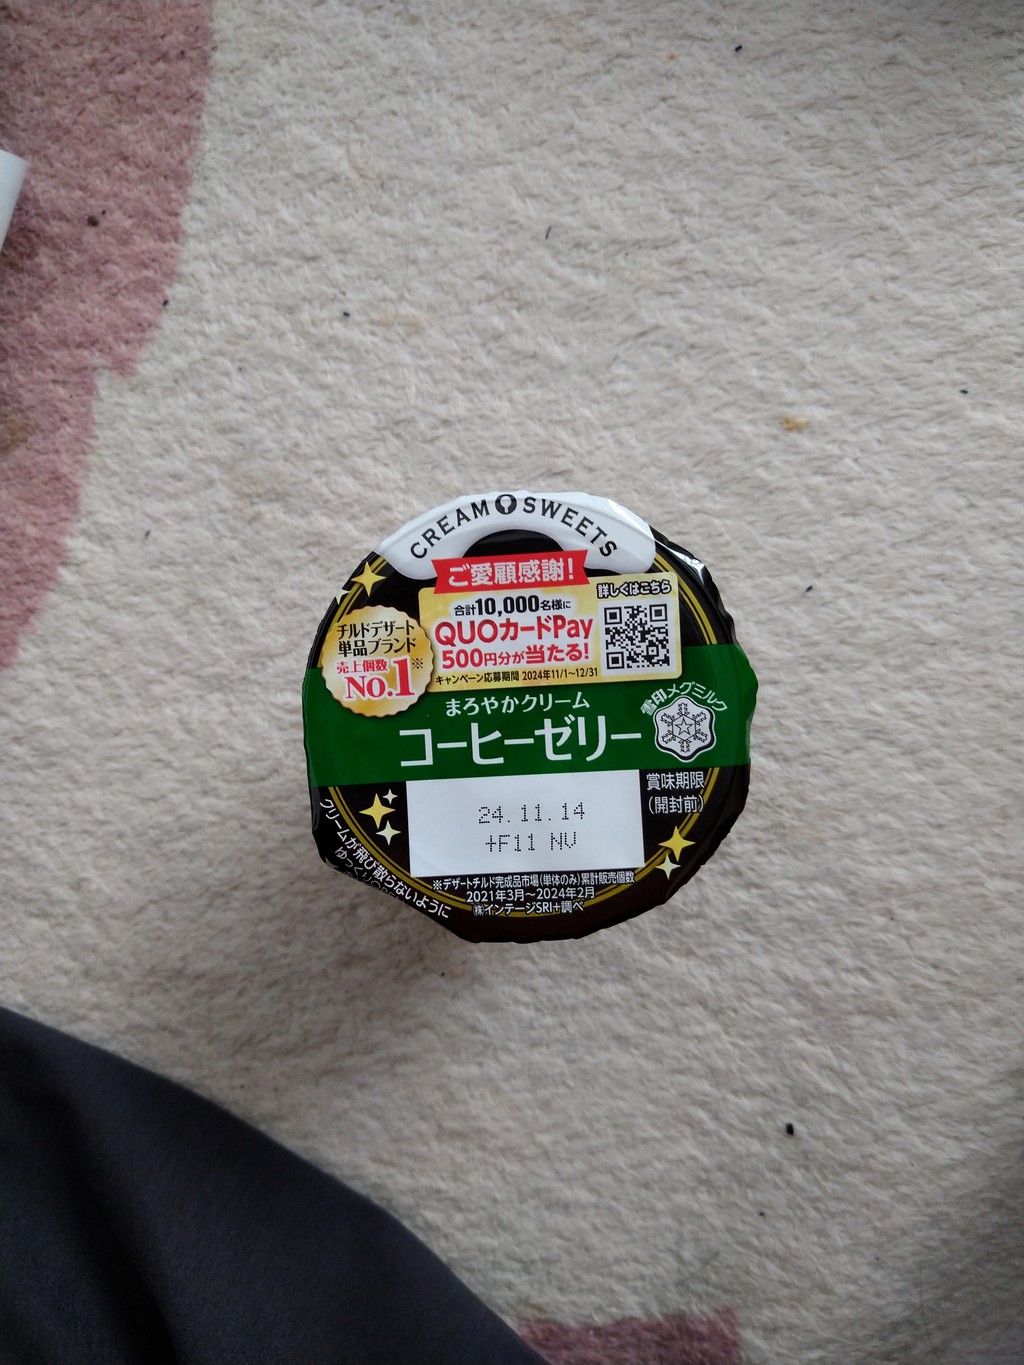 CREAM SWEETS
ご愛顧感謝!
合計10,000名様に
QUOカードPay
500円分が当たる!
キャンペーン応募期間 2024年11/1〜12/31
詳しくはこちら
チルドデザート
単品ブランド
売上個数※
No.1
まろやかクリーム
コーヒーゼリー
雪印メグミルク
賞味期限
(開封前)
24.11.14
+F11 NV
クリームが飛び散らないように
ゆっくり
※デザートチルド完成品市場(単体のみ)累計販売個数
2021年3月〜2024年2月
㈱インテージSRI+調べ